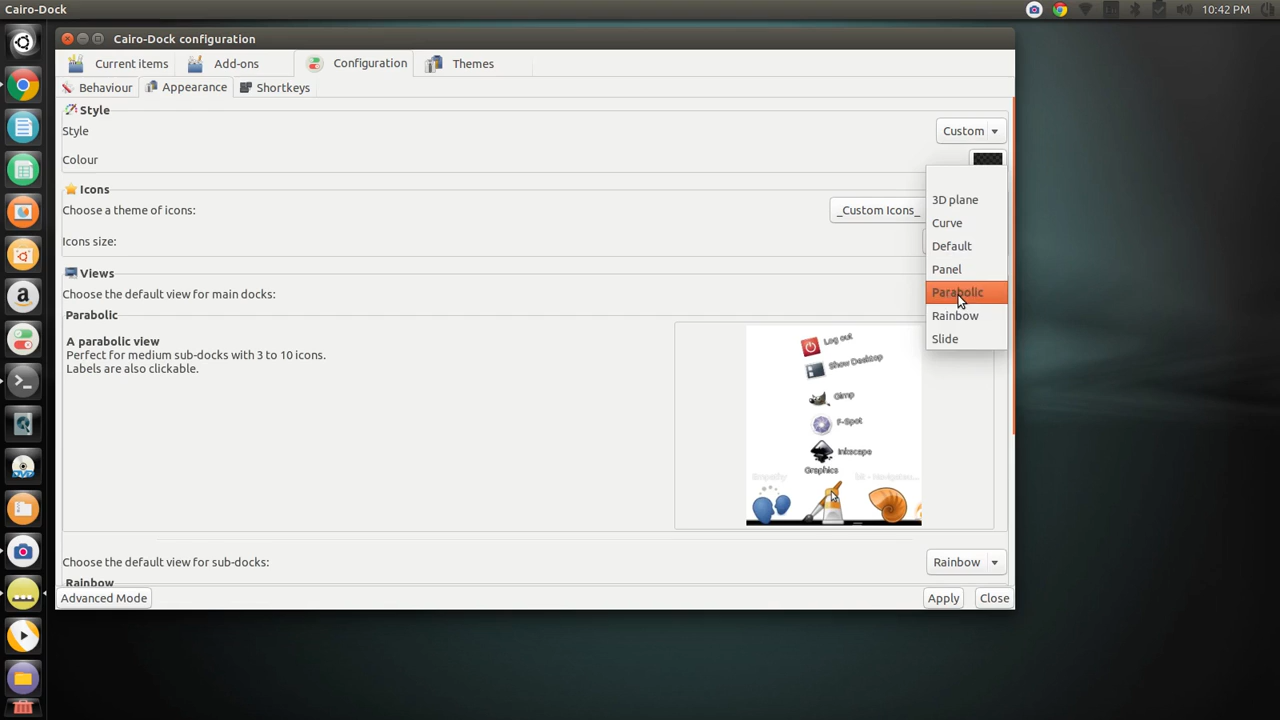 Cairo-Dock
10:42 PM
Cairo-Dock configuration
Current items
Add-ons
Configuration
Themes
Behaviour
Appearance
Shortkeys
Style
Style
Custom
Colour
Icons
Choose a theme of icons:
_Custom Icons_
Icons size:
Views
Choose the default view for main docks:
3D plane
Curve
Default
Panel
Parabolic
Rainbow
Slide
Parabolic
A parabolic view
Perfect for medium sub-docks with 3 to 10 icons.
Labels are also clickable.
Log out
Show Desktop
Gimp
F-Spot
Inkscape
Graphics
Empathy
Choose the default view for sub-docks:
Rainbow
Rainbow
Advanced Mode
Apply
Close